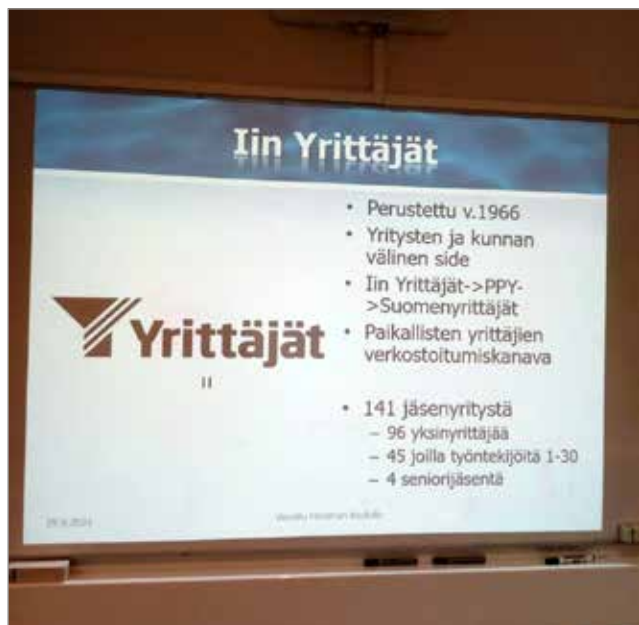 Iin Yrittäjät
Yrittäjät
II
• Perustettu v.1966
• Yritysten ja kunnan
välinen side
• Iin Yrittäjät->PPY-
>Suomenyrittäjät
• Paikallisten yrittäjien
verkostoitumiskanava
• 141 jäsenyritystä
– 96 yksinyrittäjää
– 45 joilla työntekijöitä 1-30
– 4 seniorijäsentä